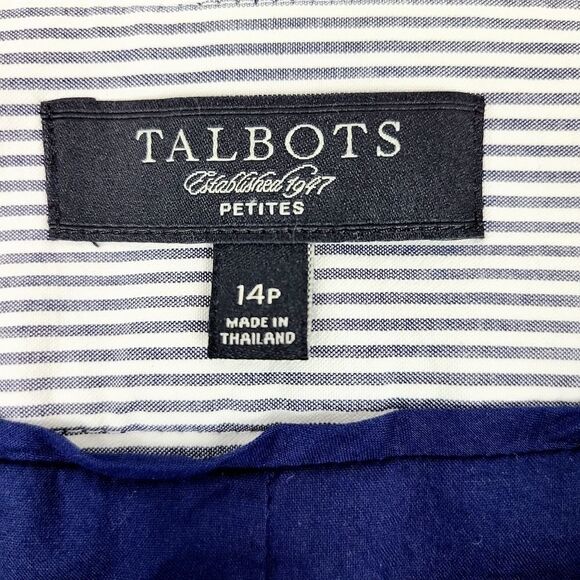 TALBOTS
Established 1947
PETITES
14P
MADE IN
THAILAND